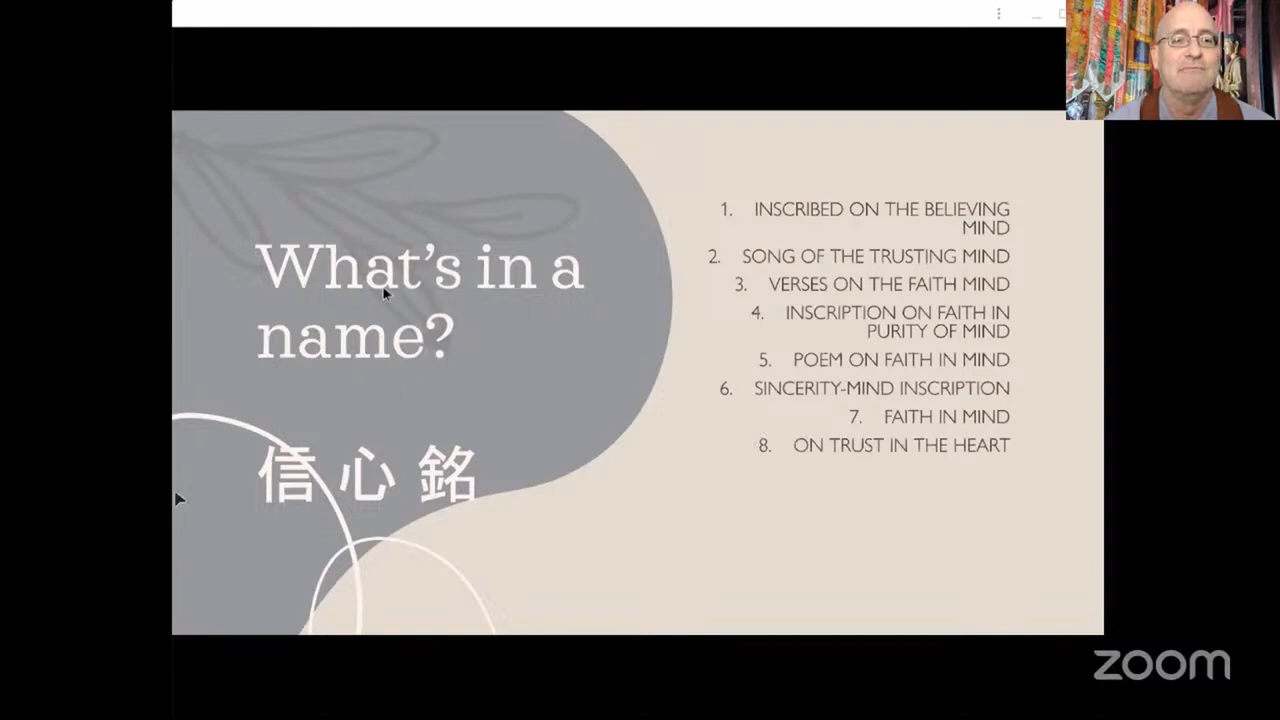 What's in a
name?
信心銘
1. INSCRIBED ON THE BELIEVING
MIND
2. SONG OF THE TRUSTING MIND
3. VERSES ON THE FAITH MIND
4. INSCRIPTION ON FAITH IN
PURITY OF MIND
5. POEM ON FAITH IN MIND
6. SINCERITY-MIND INSCRIPTION
7. FAITH IN MIND
8. ON TRUST IN THE HEART
zoom